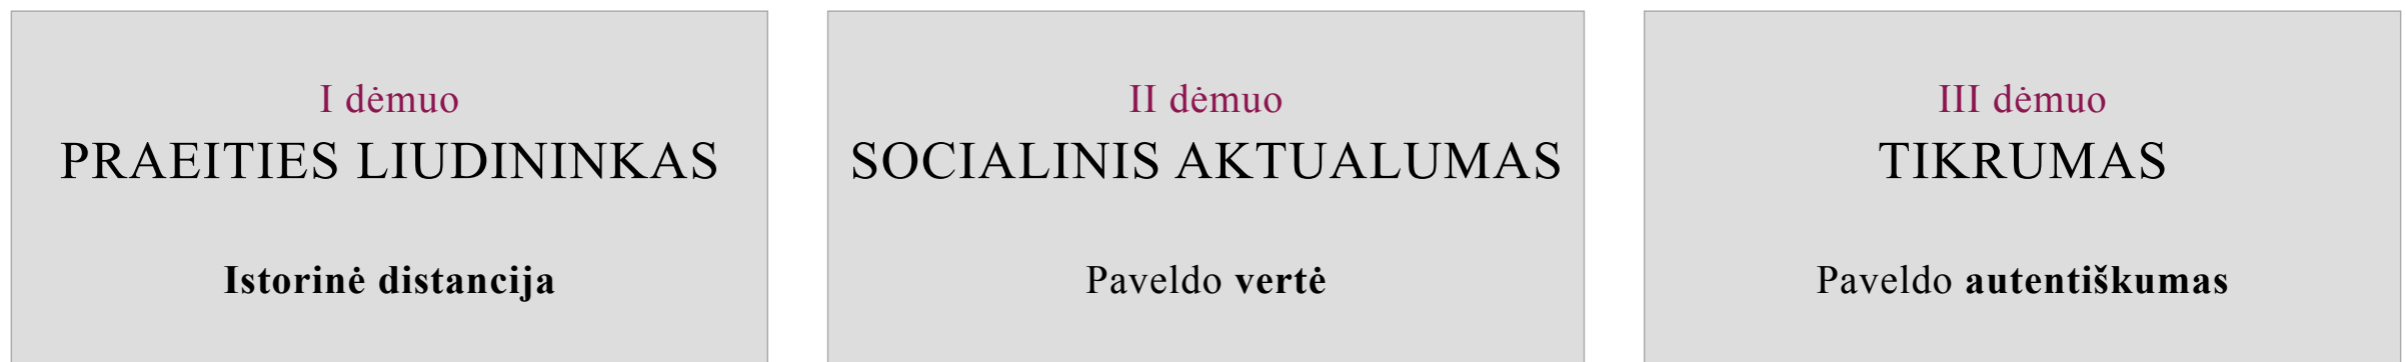 I dėmuo
PRAEITIES LIUDININKAS
Istorinė distancija
II dėmuo
SOCIALINIS AKTUALUMAS
Paveldo vertė
III dėmuo
TIKRUMAS
Paveldo autentiškumas